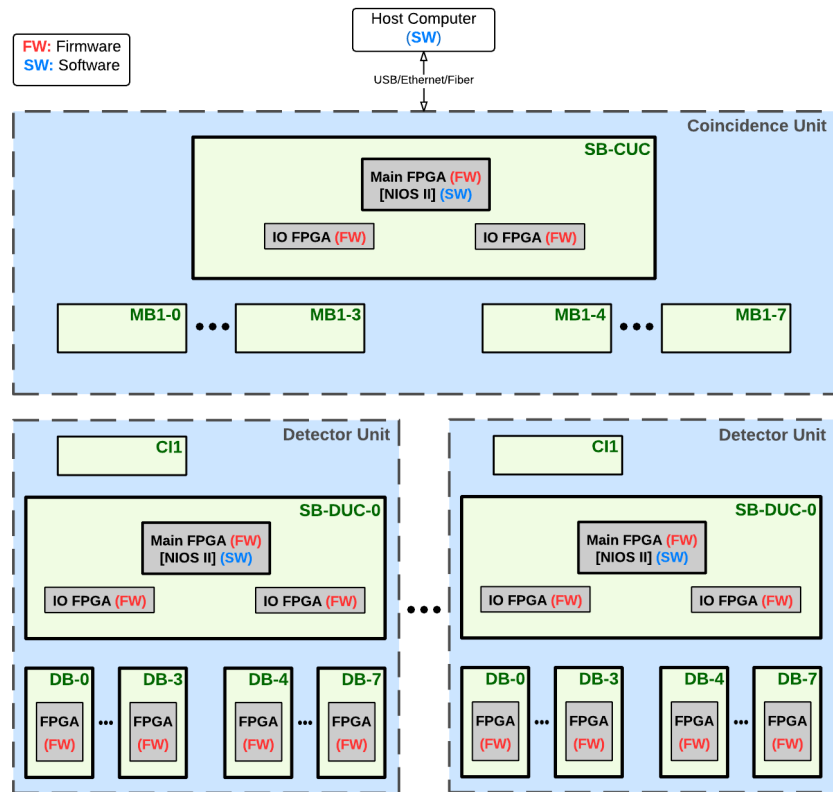 Host Computer
(SW)
FW: Firmware
SW: Software
USB/Ethernet/Fiber
Coincidence Unit
SB-CUC
Main FPGA (FW)
[NIOS II] (SW)
IO FPGA (FW)
IO FPGA (FW)
MB1-0
MB1-3
MB1-4
MB1-7
Detector Unit
CI1
SB-DUC-0
Main FPGA (FW)
[NIOS II] (SW)
IO FPGA (FW)
IO FPGA (FW)
DB-0
FPGA
(FW)
DB-3
FPGA
(FW)
DB-4
FPGA
(FW)
DB-7
FPGA
(FW)
Detector Unit
CI1
SB-DUC-0
Main FPGA (FW)
[NIOS II] (SW)
IO FPGA (FW)
IO FPGA (FW)
DB-0
FPGA
(FW)
DB-3
FPGA
(FW)
DB-4
FPGA
(FW)
DB-7
FPGA
(FW)